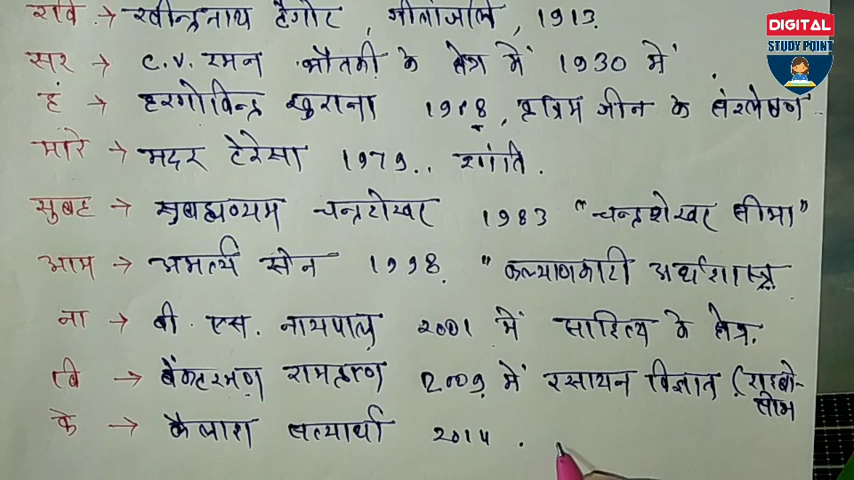 रवि → रवीन्द्रनाथ टैगोर , गीतांजलि , 1913
DIGITAL
STUDY POINT
सर → C.V. रमन भौतकी के क्षेत्र में 1930 में
हं → हरगोविन्द खुराना 1968, कृत्रिम जीन के संश्लेषण
मारे → मदर टेरेसा 1979.. शांति.
सुबह → सुब्रह्मण्यम चन्द्रशेखर 1983 "चन्द्रशेखर सीमा"
आम → अमर्त्य सेन 1998. "कल्याणकारी अर्थशास्त्र
ना → वी. एस. नायपाल 2001 में साहित्य के क्षेत्र.
वि → वेंकटरमण रामकृष्ण 2009 में रसायन विज्ञान (राइबो-
सोम
के → कैलाश सत्यार्थी 2014 .